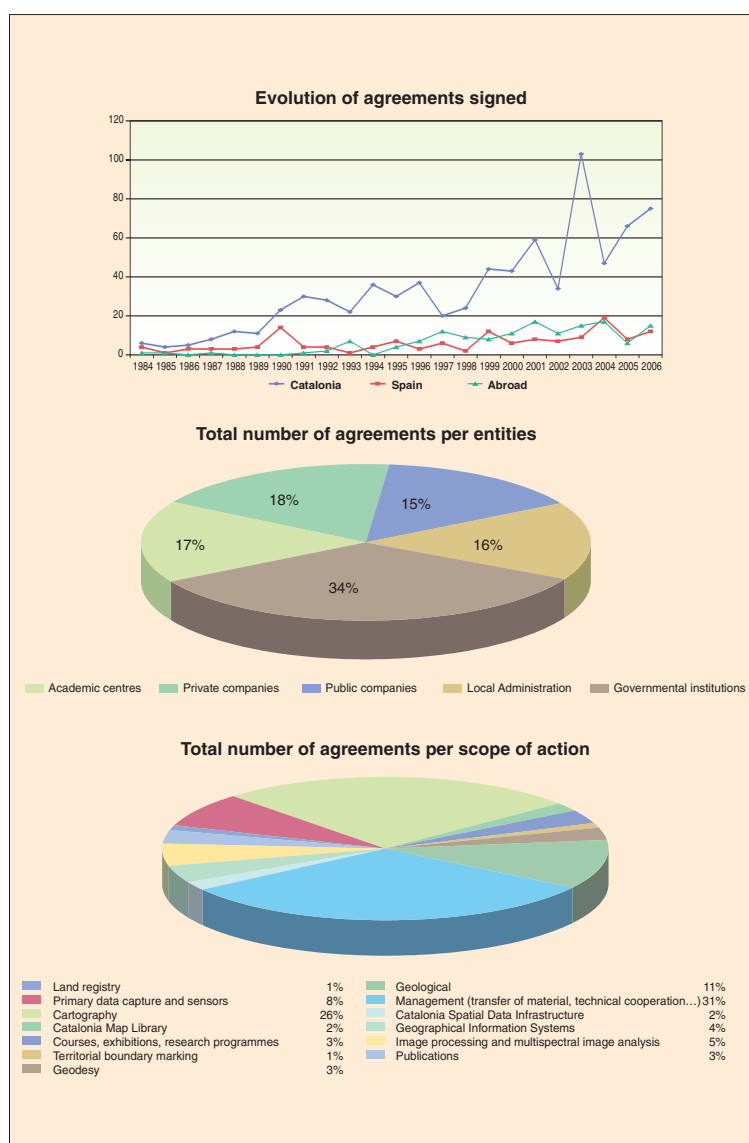 Evolution of agreements signed
120
100
80
60
40
20
0
1984 1985 1986 1987 1988 1989 1990 1991 1992 1993 1994 1995 1996 1997 1998 1999 2000 2001 2002 2003 2004 2005 2006
Catalonia Spain Abroad
Total number of agreements per entities
18% 15%
17% 16%
34%
Academic centres Private companies Public companies Local Administration Governmental institutions
Total number of agreements per scope of action
Land registry 1%
Primary data capture and sensors 8%
Cartography 26%
Catalonia Map Library 2%
Courses, exhibitions, research programmes 3%
Territorial boundary marking 1%
Geodesy 3%
Geological 11%
Management (transfer of material, technical cooperation...) 31%
Catalonia Spatial Data Infrastructure 2%
Geographical Information Systems 4%
Image processing and multispectral image analysis 5%
Publications 3%